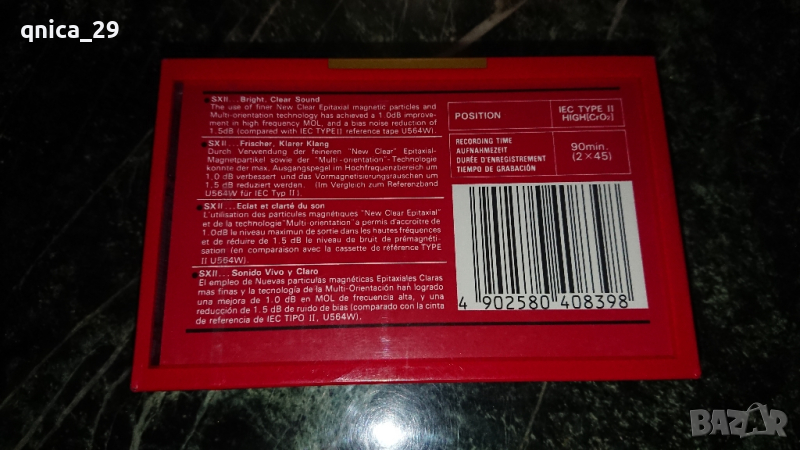 qnica_29
SXII... Bright, Clear Sound
The use of finer New Clear Epitaxial magnetic particles and
Multi-orientation technology has achieved a 1.0dB improve-
ment in high frequency MOL, and a bias noise reduction of
1.5dB (compared with IEC TYPE II reference tape U564W).
SXII... Frischer, Klarer Klang
Durch Verwendung der feineren "New Clear" Epitaxisl-
Magnetpartikel sowie der "Multi-orientation"-Technologie
konnte der max. Ausgangspegel im Hochfrequenzbereich um
1,0 dB verbessert und das Vormagnetisierungsrauschen um
1,5 dB reduziert werden. (Im Vergleich zum Referenzband
U564W für IEC Typ II).
SXII... Eclat et clarté du son
L'utilisation des particules magnétiques "New Clear Epitaxial"
et de la technologie "Multi-orientation" a permis d'accroître de
1.0dB le niveau maximun de sortie dans les hautes fréquences
et de réduire de 1.5 dB le niveau de bruit de prémagnéti-
sation (en comparaison avec la cassette de référence TYPE
II U564W).
SXII... Sonido Vivo y Claro
El empleo de Nuevas particulas magnéticas Epitaxiales Claras
mas finas y la tecnología de la Multi-Orientación han logrado
una mejora de 1.0 dB en MOL de frecuencia alta, y una
reducción de 1.5 dB de ruido de bias (comparado con la cinta
de referencia de IEC TIPO II, U564W).
POSITION
IEC TYPE II
HIGH[CrO₂]
RECORDING TIME
AUFNAHMEZEIT
DURÉE D'ENREGISTREMENT
TIEMPO DE GRABACIÓN
90min.
(2×45)
4 902580 408398
BAZAR